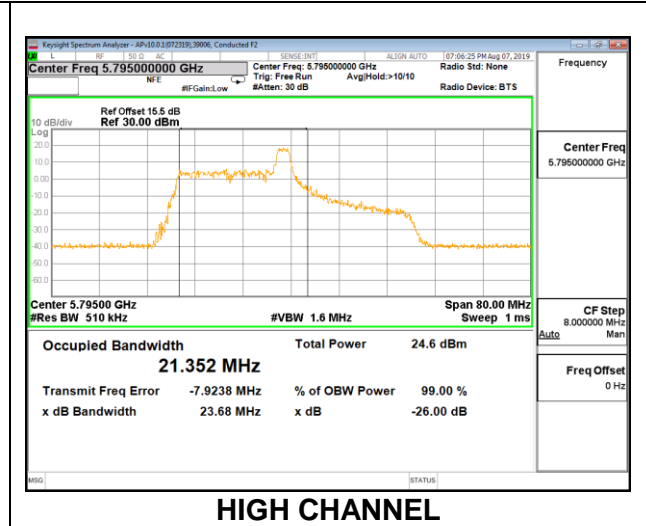 Keysight Spectrum Analyzer - APv10.0.1(072319),39006, Conducted F2
L RF 50 Ω AC SENSE:INT ALIGN AUTO 07:06:25 PM Aug 07, 2019
Center Freq 5.795000000 GHz Center Freq: 5.795000000 GHz Radio Std: None Frequency
NFE Trig: Free Run Avg|Hold:>10/10
#IFGain:Low #Atten: 30 dB Radio Device: BTS
Ref Offset 15.5 dB
10 dB/div Ref 30.00 dBm
Log
20.0
10.0
0.00
-10.0
-20.0
-30.0
-40.0
-50.0
-60.0
Center Freq
5.795000000 GHz
Center 5.79500 GHz Span 80.00 MHz
#Res BW 510 kHz #VBW 1.6 MHz Sweep 1 ms
CF Step
8.000000 MHz
Auto Man
Occupied Bandwidth Total Power 24.6 dBm
21.352 MHz
Freq Offset
0 Hz
Transmit Freq Error -7.9238 MHz % of OBW Power 99.00 %
x dB Bandwidth 23.68 MHz x dB -26.00 dB
MSG STATUS
HIGH CHANNEL